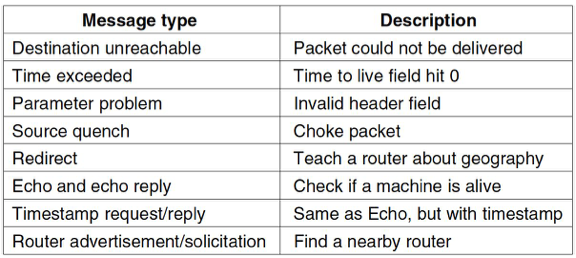 Message type Description
Destination unreachable Packet could not be delivered
Time exceeded Time to live field hit 0
Parameter problem Invalid header field
Source quench Choke packet
Redirect Teach a router about geography
Echo and echo reply Check if a machine is alive
Timestamp request/reply Same as Echo, but with timestamp
Router advertisement/solicitation Find a nearby router